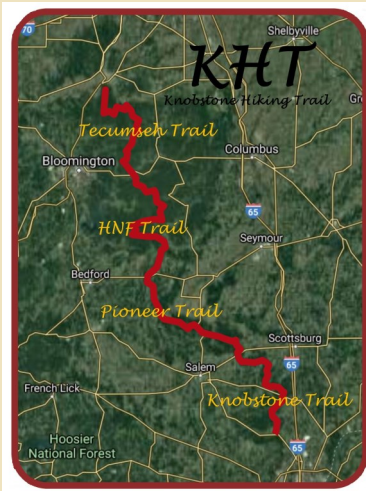 70
Shelbyville
KHT
Knobstone Hiking Trail
Gr
Tecumseh Trail
Bloomington
Columbus
65
HNF Trail
Seymour
Bedford
Pioneer Trail
Scottsburg
65
Salem
French Lick
Knobstone Trail
Hoosier
National Forest
65